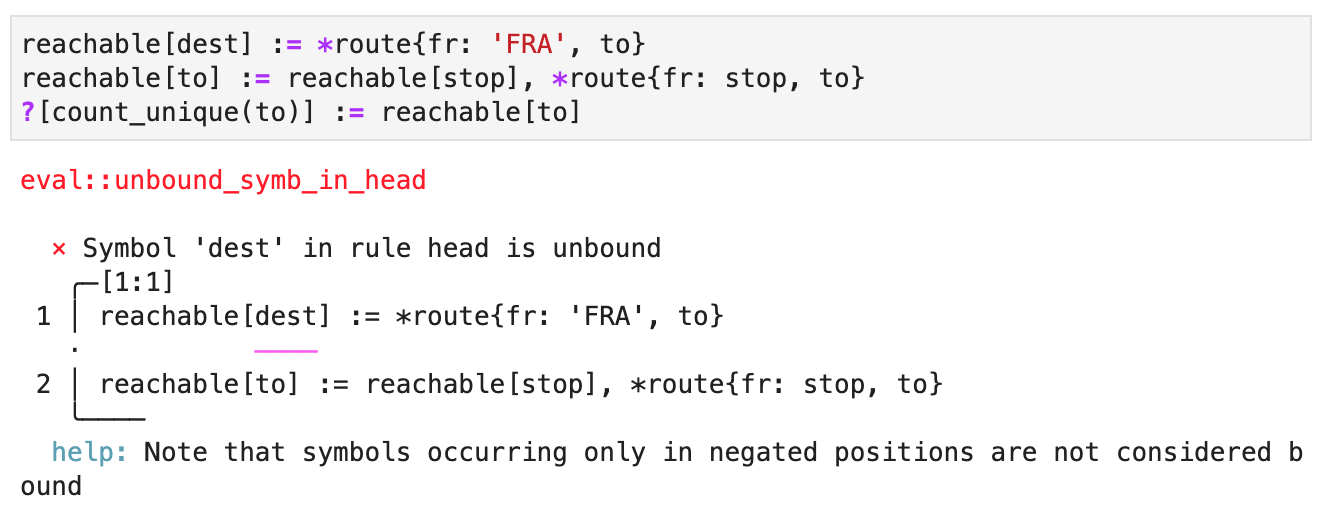 reachable[dest] := *route{fr: 'FRA', to}
reachable[to] := reachable[stop], *route{fr: stop, to}
?[count_unique(to)] := reachable[to]
eval::unbound_symb_in_head
× Symbol 'dest' in rule head is unbound
╭─[1:1]
1 │ reachable[dest] := *route{fr: 'FRA', to}
·           ────
2 │ reachable[to] := reachable[stop], *route{fr: stop, to}
╰────
help: Note that symbols occurring only in negated positions are not considered b
ound